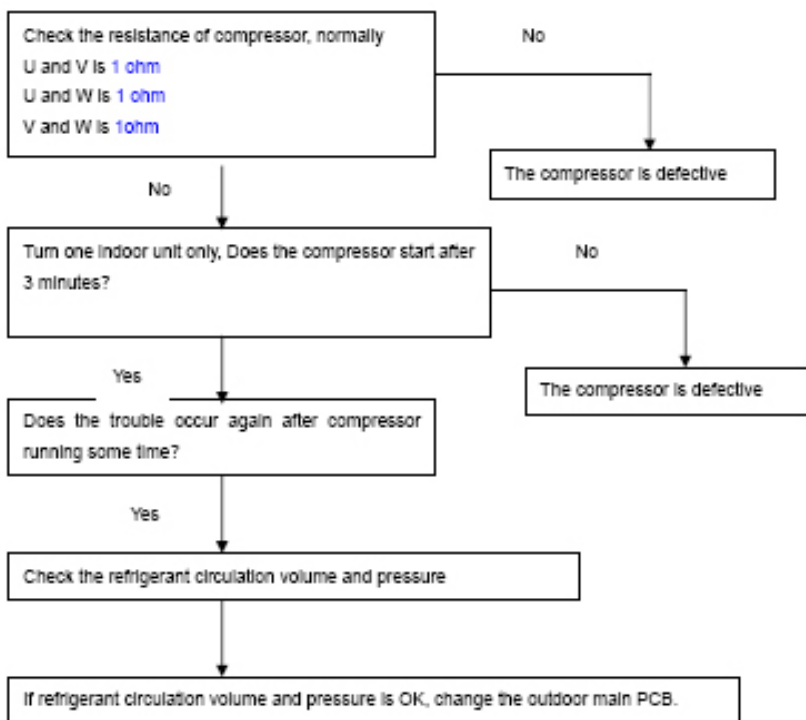 Check the resistance of compressor, normally
No
U and V is 1 ohm
U and W is 1 ohm
V and W is 1ohm
The compressor is defective
No
Turn one indoor unit only, Does the compressor start after
3 minutes?
No
Yes
The compressor is defective
Does the trouble occur again after compressor
running some time?
Yes
Check the refrigerant circulation volume and pressure
If refrigerant circulation volume and pressure is OK, change the outdoor main PCB.